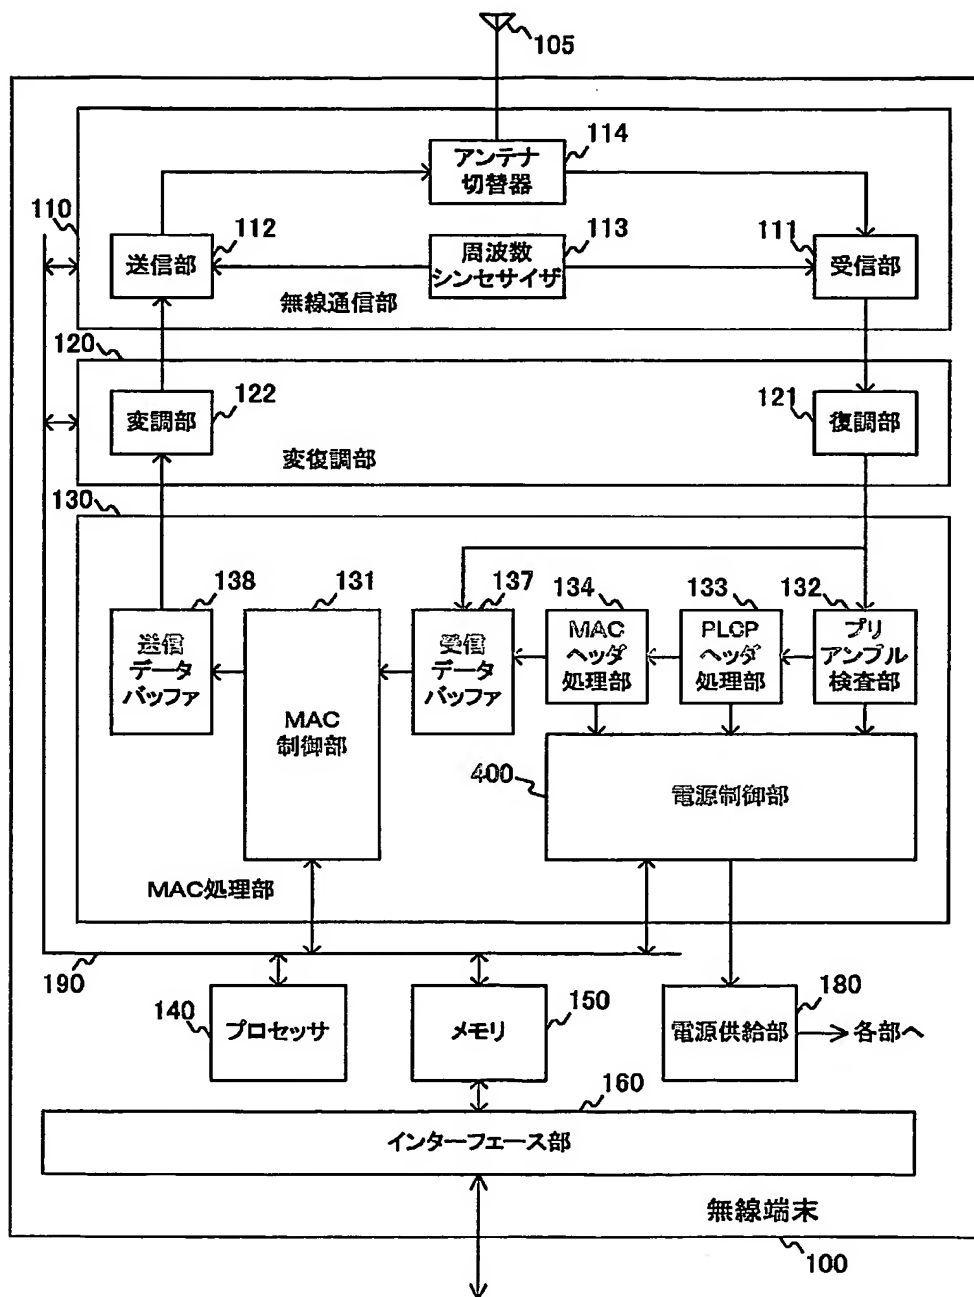 105
114
アンテナ
切替器
110
112
113
111
送信部
周波数
シンセサイザ
受信部
無線通信部
120
122
121
変調部
復調部
変復調部
130
138
131
137
134
133
132
送信
データ
バッファ
MAC
制御部
受信
データ
バッファ
MAC
ヘッダ
処理部
PLCP
ヘッダ
処理部
プリ
アンブル
検査部
400
電源制御部
MAC処理部
190
140
プロセッサ
150
メモリ
180
電源供給部
各部へ
160
インターフェース部
無線端末
100